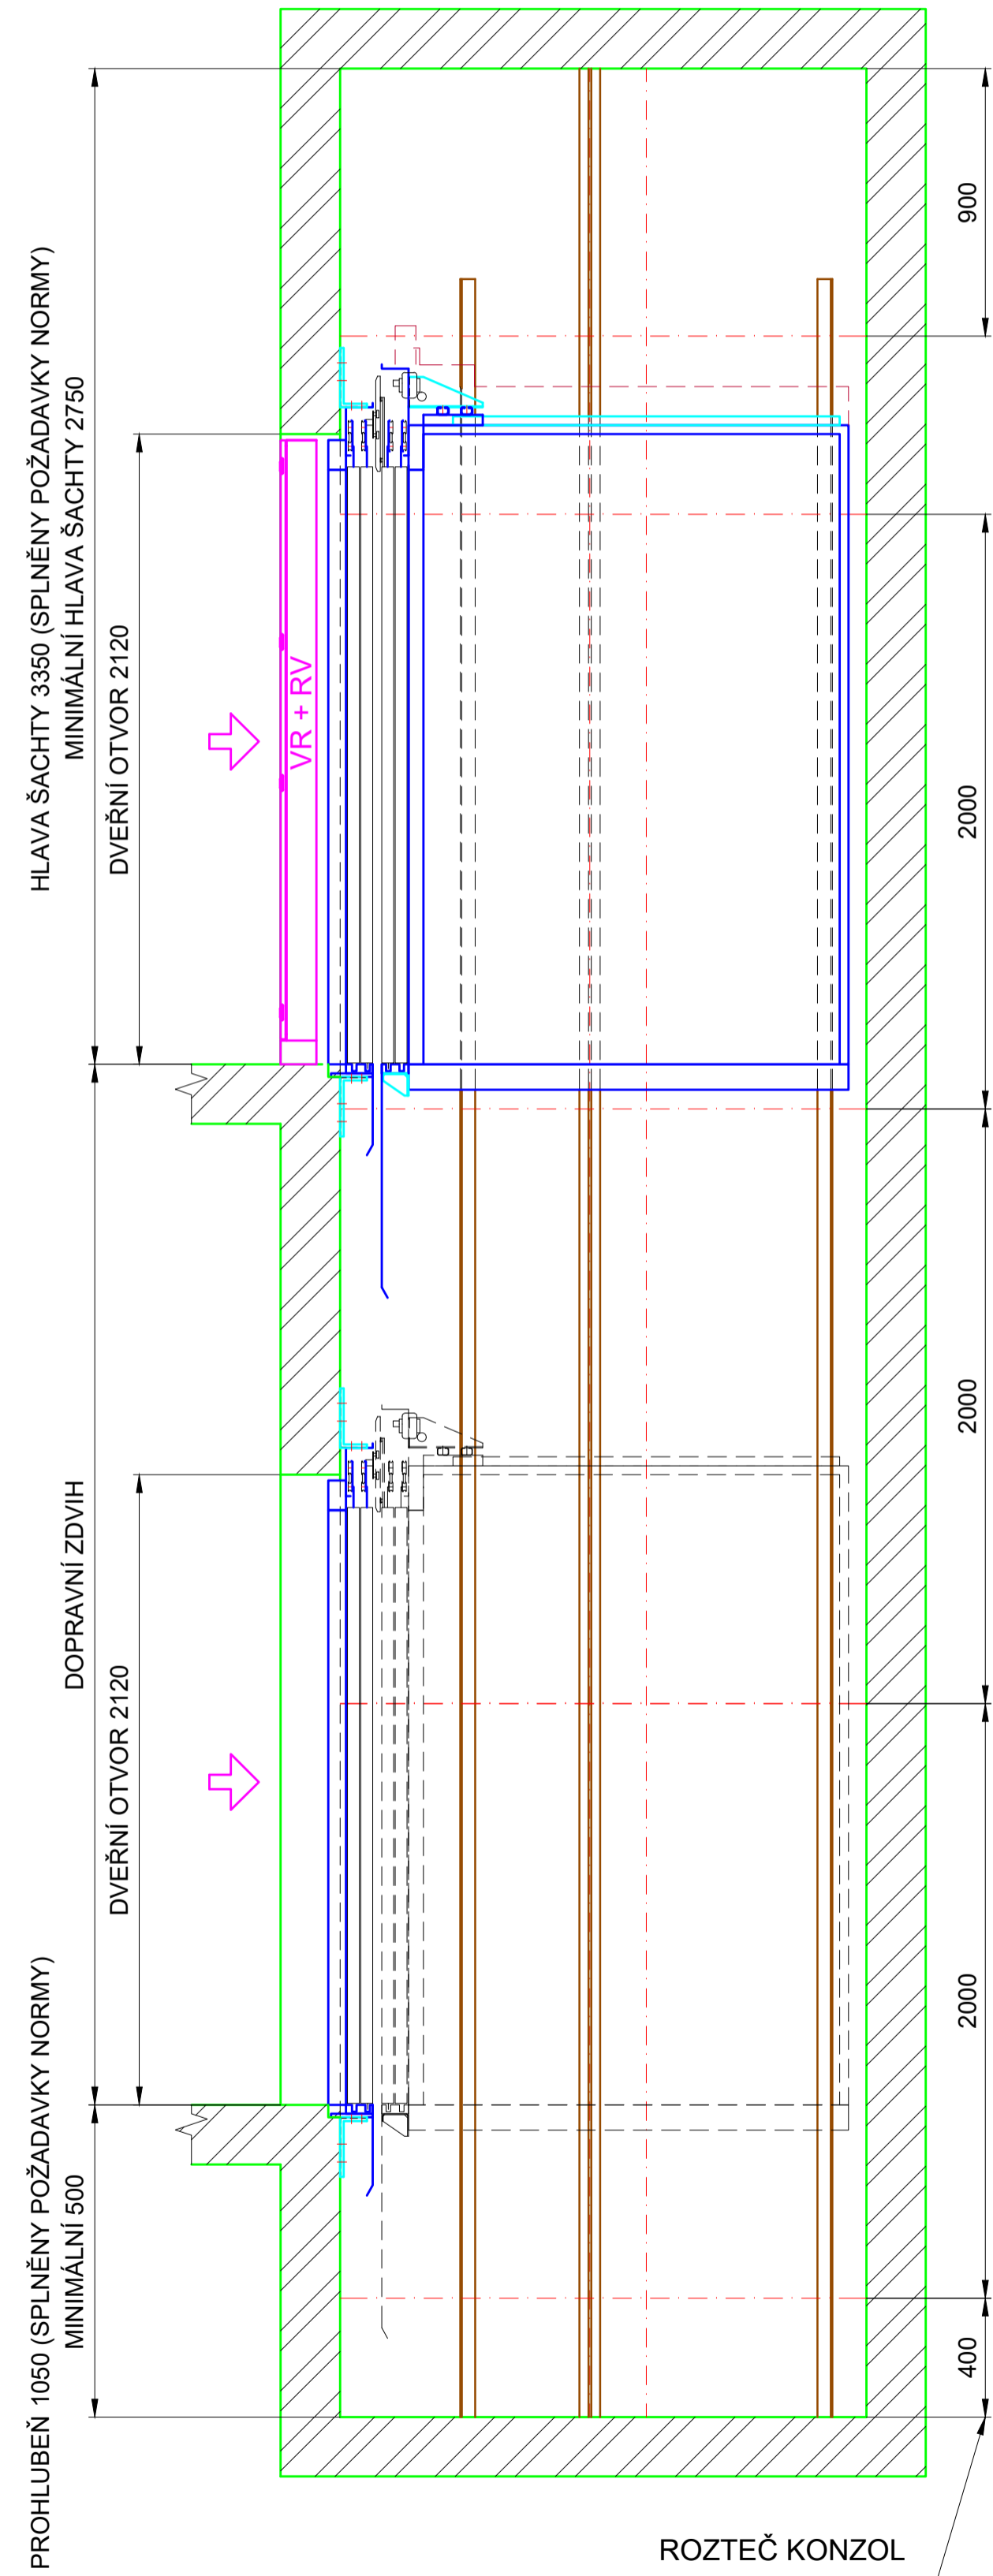 HLAVA ŠACHTY 3350 (SPLNĚNY POŽADAVKY NORMY)
MINIMÁLNÍ HLAVA ŠACHTY 2750
DVEŘNÍ OTVOR 2120
VR + RV
900
2000
2000
DOPRAVNÍ ZDVIH
DVEŘNÍ OTVOR 2120
2000
PROHLUBEŇ 1050 (SPLNĚNY POŽADAVKY NORMY)
MINIMÁLNÍ 500
400
ROZTEČ KONZOL